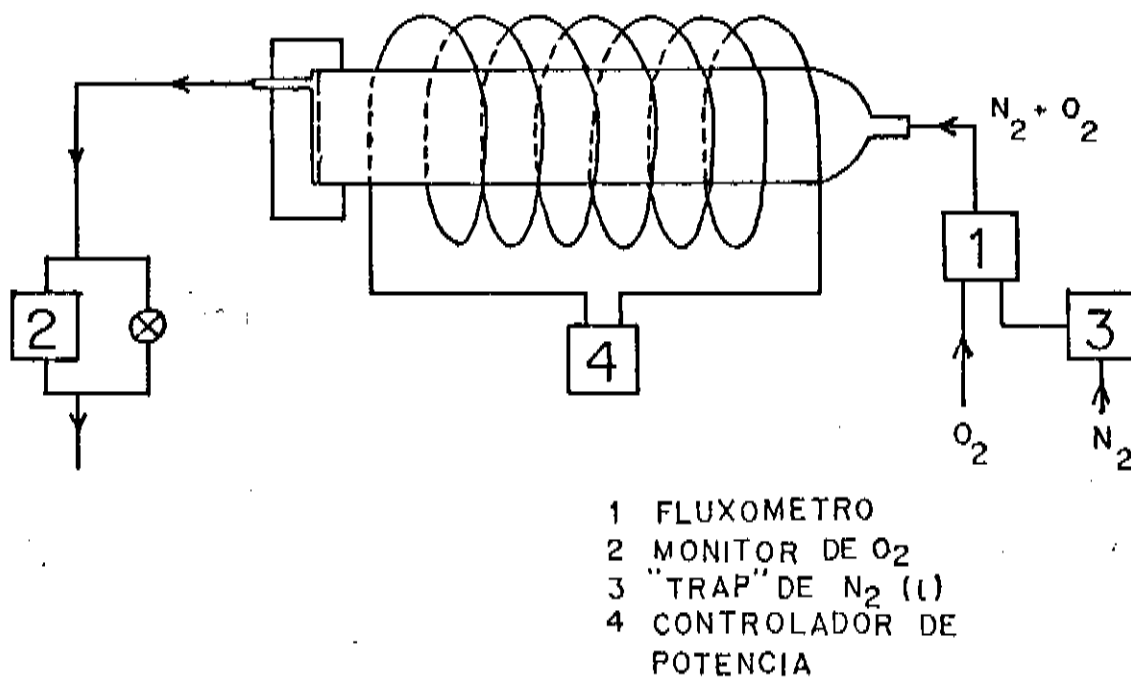 N2 + O2
1
3
2
4
O2
N2
1 FLUXOMETRO
2 MONITOR DE O2
3 "TRAP" DE N2 (l)
4 CONTROLADOR DE
POTENCIA